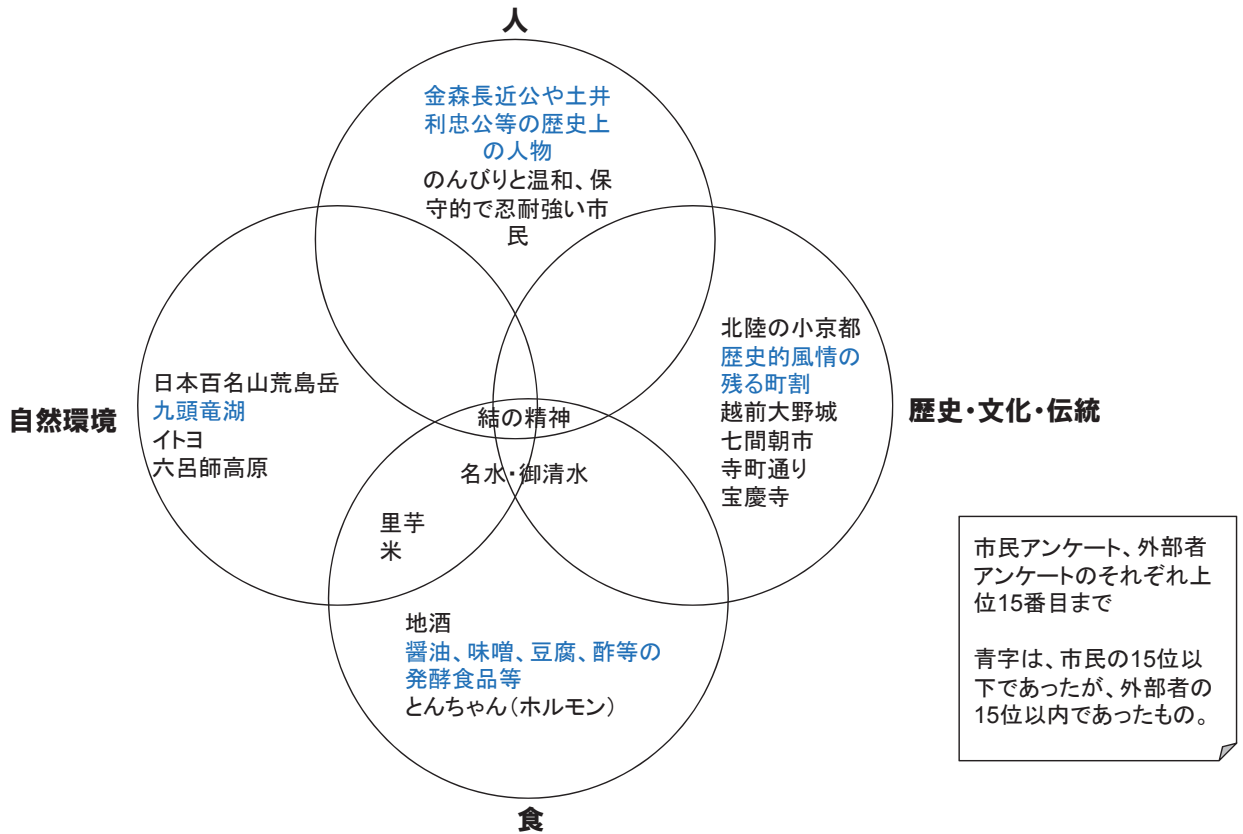 人
金森長近公や土井
利忠公等の歴史上
の人物
のんびりと温和、保
守的で忍耐強い市
民
自然環境
日本百名山荒島岳
九頭竜湖
イトヨ
六呂師高原
北陸の小京都
歴史的風情の
残る町割
越前大野城
七間朝市
寺町通り
宝慶寺
歴史・文化・伝統
結の精神
名水・御清水
里芋
米
地酒
醤油、味噌、豆腐、酢等の
発酵食品等
とんちゃん（ホルモン）
食
市民アンケート、外部者
アンケートのそれぞれ上
位15番目まで
青字は、市民の15位以
下であったが、外部者の
15位以内であったもの。